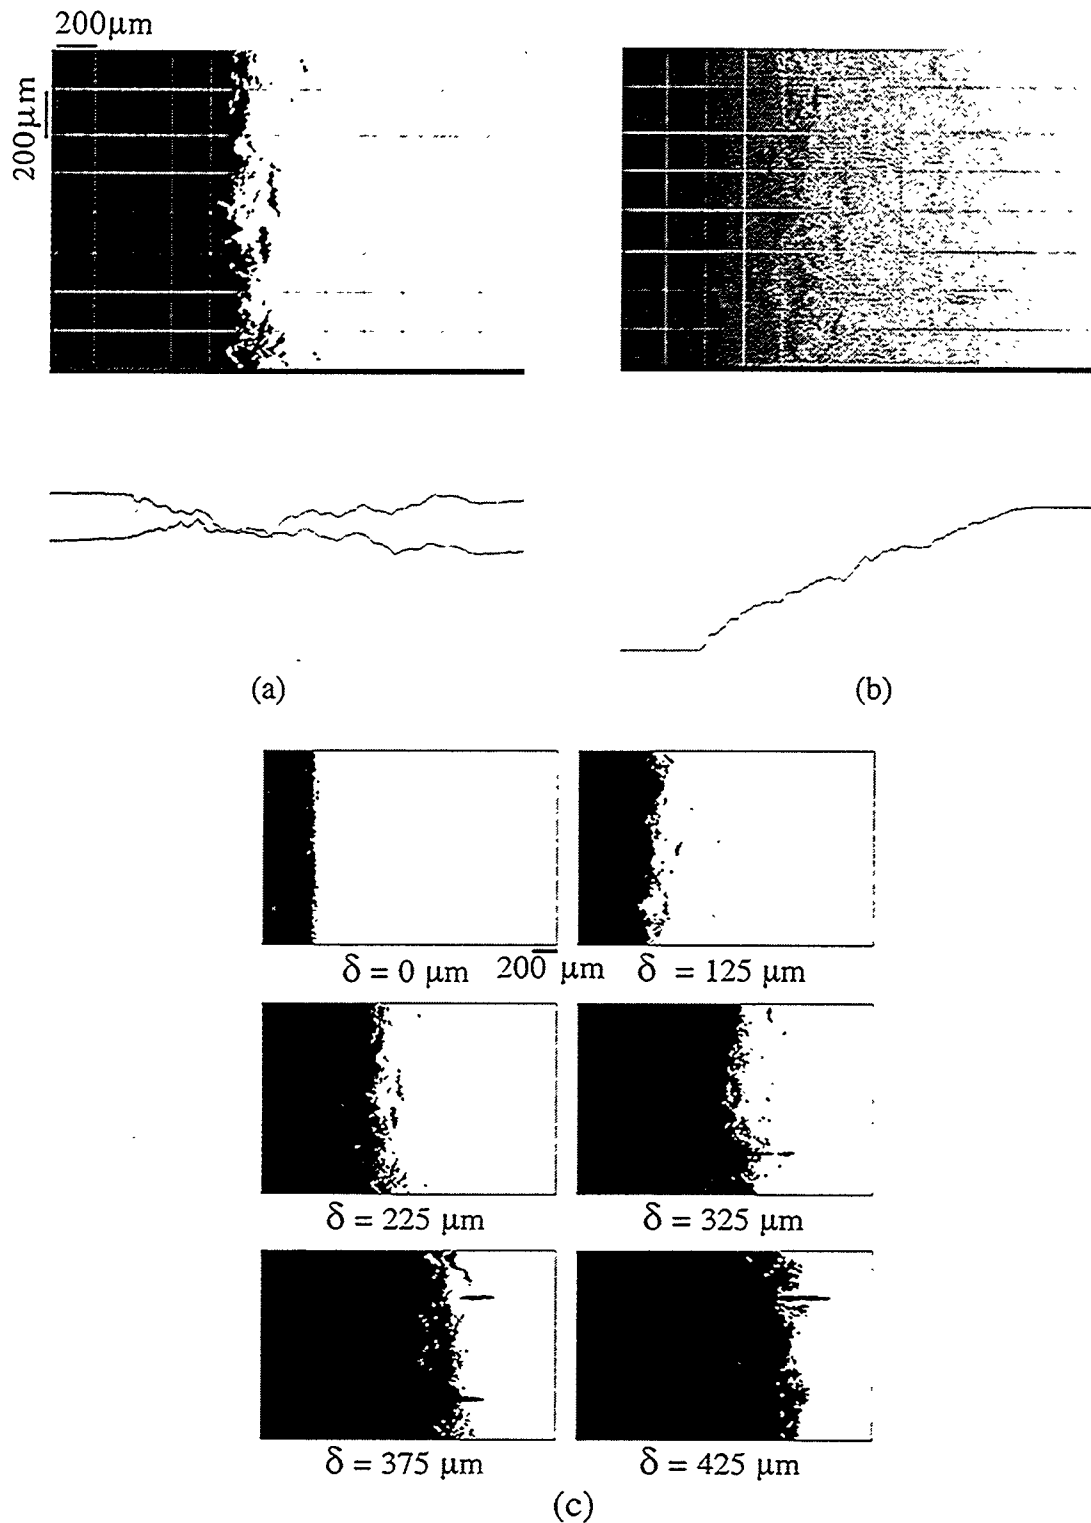 200μm
200μm
(a)
(b)
δ = 0 μm
200 μm
δ = 125 μm
δ = 225 μm
δ = 325 μm
δ = 375 μm
δ = 425 μm
(c)